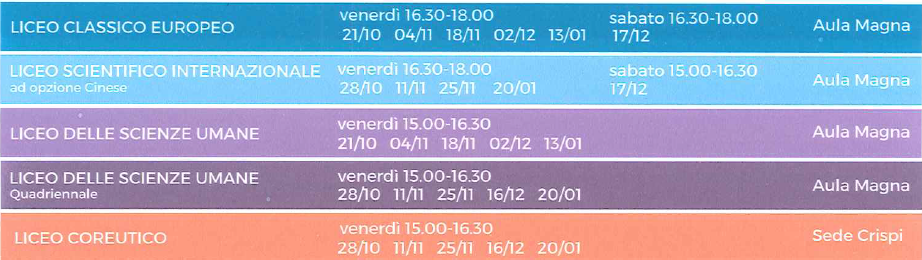 LICEO CLASSICO EUROPEO
venerdì 16.30-18.00
21/10 04/11 18/11 02/12 13/01
sabato 16.30-18.00
17/12
Aula Magna
LICEO SCIENTIFICO INTERNAZIONALE
ad opzione Cinese
venerdì 16.30-18.00
28/10 11/11 25/11 20/01
sabato 15.00-16.30
17/12
Aula Magna
LICEO DELLE SCIENZE UMANE
venerdì 15.00-16.30
21/10 04/11 18/11 02/12 13/01
Aula Magna
LICEO DELLE SCIENZE UMANE
Quadriennale
venerdì 15.00-16.30
28/10 11/11 25/11 16/12 20/01
Aula Magna
LICEO COREUTICO
venerdì 15.00-16.30
28/10 11/11 25/11 16/12 20/01
Sede Crispi